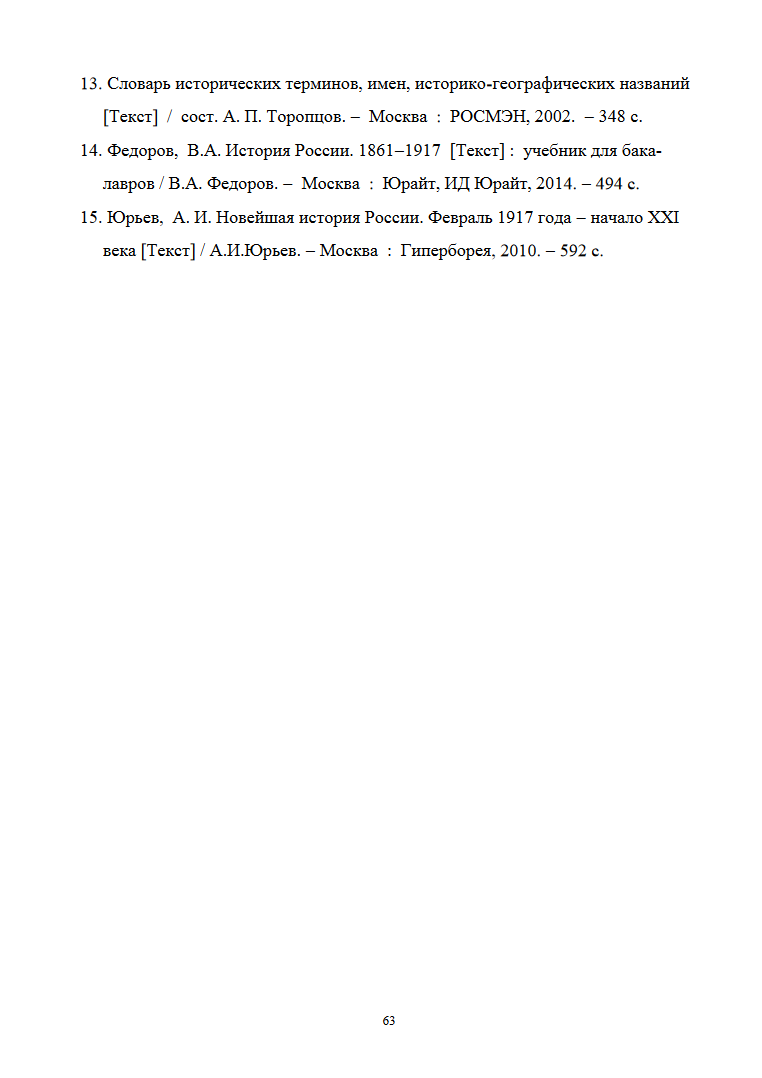 13. Словарь исторических терминов, имен, историко-географических названий
[Текст] / сост. А. П. Торопцов. – Москва : РОСМЭН, 2002. – 348 с.
14. Федоров, В.А. История России. 1861–1917 [Текст] : учебник для бака-
лавров / В.А. Федоров. – Москва : Юрайт, ИД Юрайт, 2014. – 494 с.
15. Юрьев, А. И. Новейшая история России. Февраль 1917 года – начало XXI
века [Текст] / А.И.Юрьев. – Москва : Гиперборея, 2010. – 592 с.
63